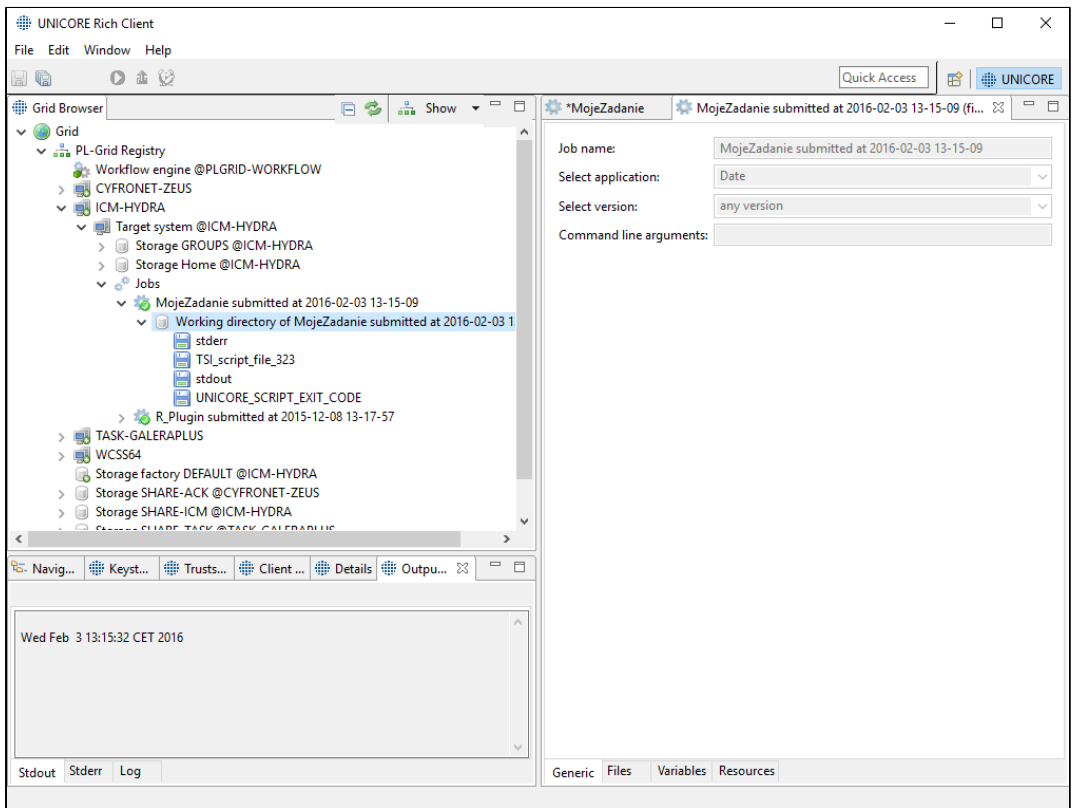 UNICORE Rich Client
File Edit Window Help
Quick Access
UNICORE
Grid Browser
Show
Grid
PL-Grid Registry
Workflow engine @PLGRID-WORKFLOW
CYFRONET-ZEUS
ICM-HYDRA
Target system @ICM-HYDRA
Storage GROUPS @ICM-HYDRA
Storage Home @ICM-HYDRA
Jobs
MojeZadanie submitted at 2016-02-03 13-15-09
Working directory of MojeZadanie submitted at 2016-02-03 1
stderr
TSI_script_file_323
stdout
UNICORE_SCRIPT_EXIT_CODE
R_Plugin submitted at 2015-12-08 13-17-57
TASK-GALERAPLUS
WCSS64
Storage factory DEFAULT @ICM-HYDRA
Storage SHARE-ACK @CYFRONET-ZEUS
Storage SHARE-ICM @ICM-HYDRA
Storage SHARE-TASK @TASK-GALERAPLUS
Navig... Keyst... Trusts... Client ... Details Outpu...
Wed Feb 3 13:15:32 CET 2016
Stdout Stderr Log
*MojeZadanie MojeZadanie submitted at 2016-02-03 13-15-09 (fi...
Job name: MojeZadanie submitted at 2016-02-03 13-15-09
Select application: Date
Select version: any version
Command line arguments:
Generic Files Variables Resources